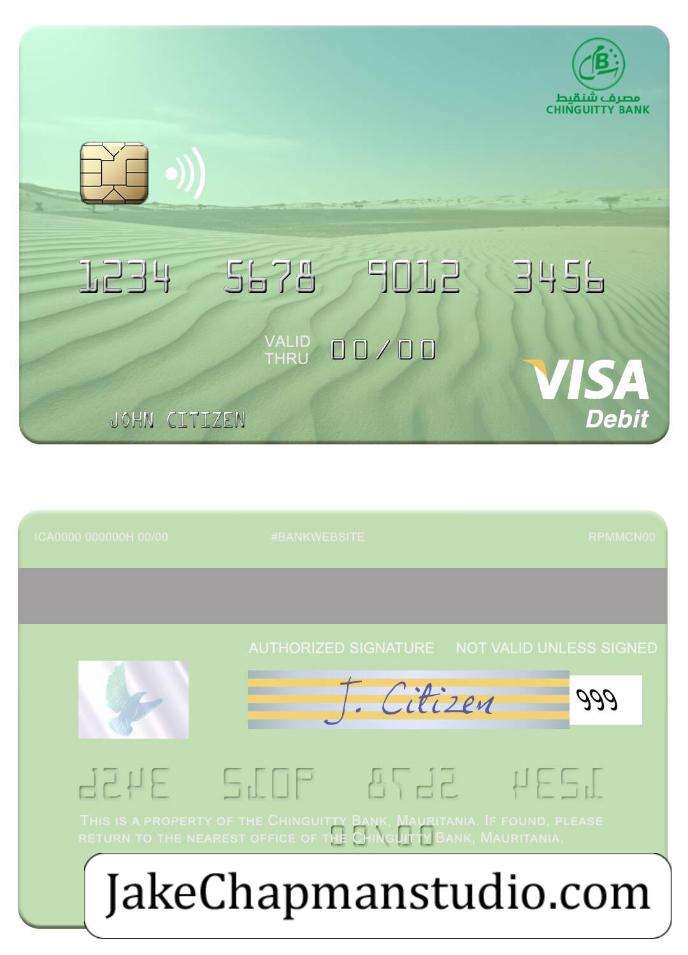 B
مصرف شنقيط
CHINGUITTY BANK
1234 5678 9012 3456
VALID
THRU 00/00
VISA
Debit
JOHN CITIZEN
ICA0000 000000H 00/00 #BANKWEBSITE RPMMCN00
AUTHORIZED SIGNATURE NOT VALID UNLESS SIGNED
J. Citizen 999
THIS IS A PROPERTY OF THE CHINGUITTY BANK, MAURITANIA. IF FOUND, PLEASE
RETURN TO THE NEAREST OFFICE OF THE CHINGUITTY BANK, MAURITANIA.
JakeChapmanstudio.com